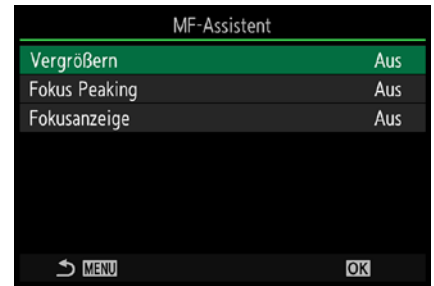 MF-Assistent
Vergrößern Aus
Fokus Peaking Aus
Fokusanzeige Aus
MENU OK